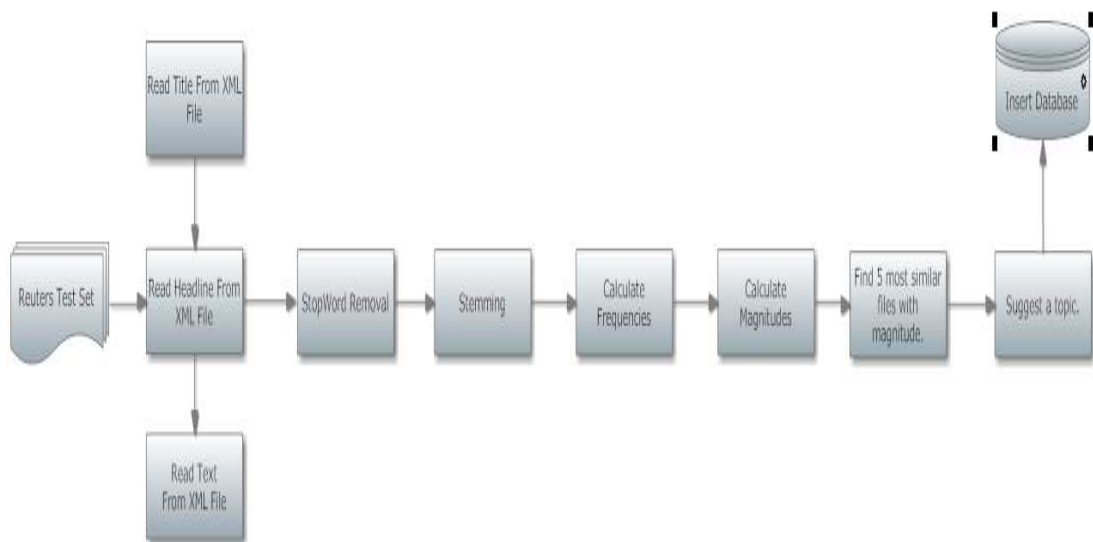 Read Title From XML
File
Insert Database
Reuters Test Set
Read Headline From
XML File
StopWord Removal
Stemming
Calculate
Frequencies
Calculate
Magnitudes
Find 5 most similar
files with
magnitude.
Suggest a topic.
Read Text
From XML File